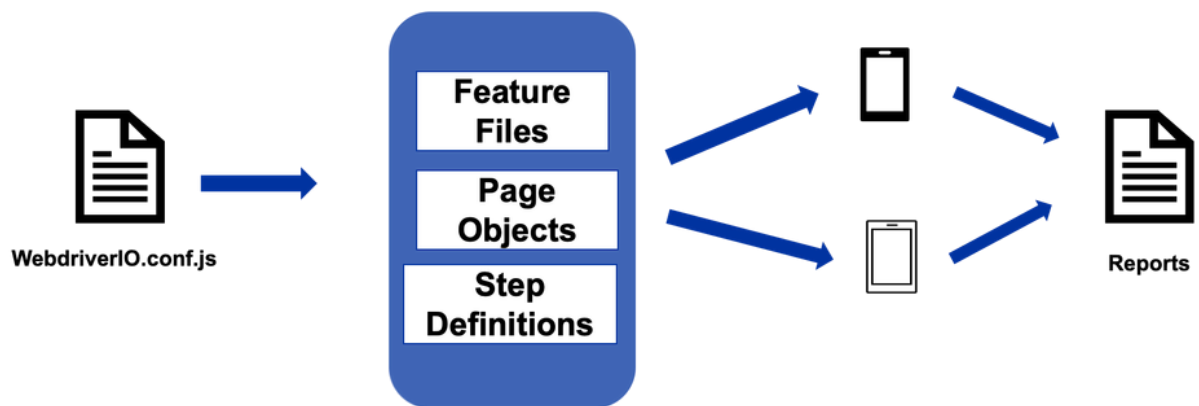 WebdriverIO.conf.js
Feature
Files
Page
Objects
Step
Definitions
Reports